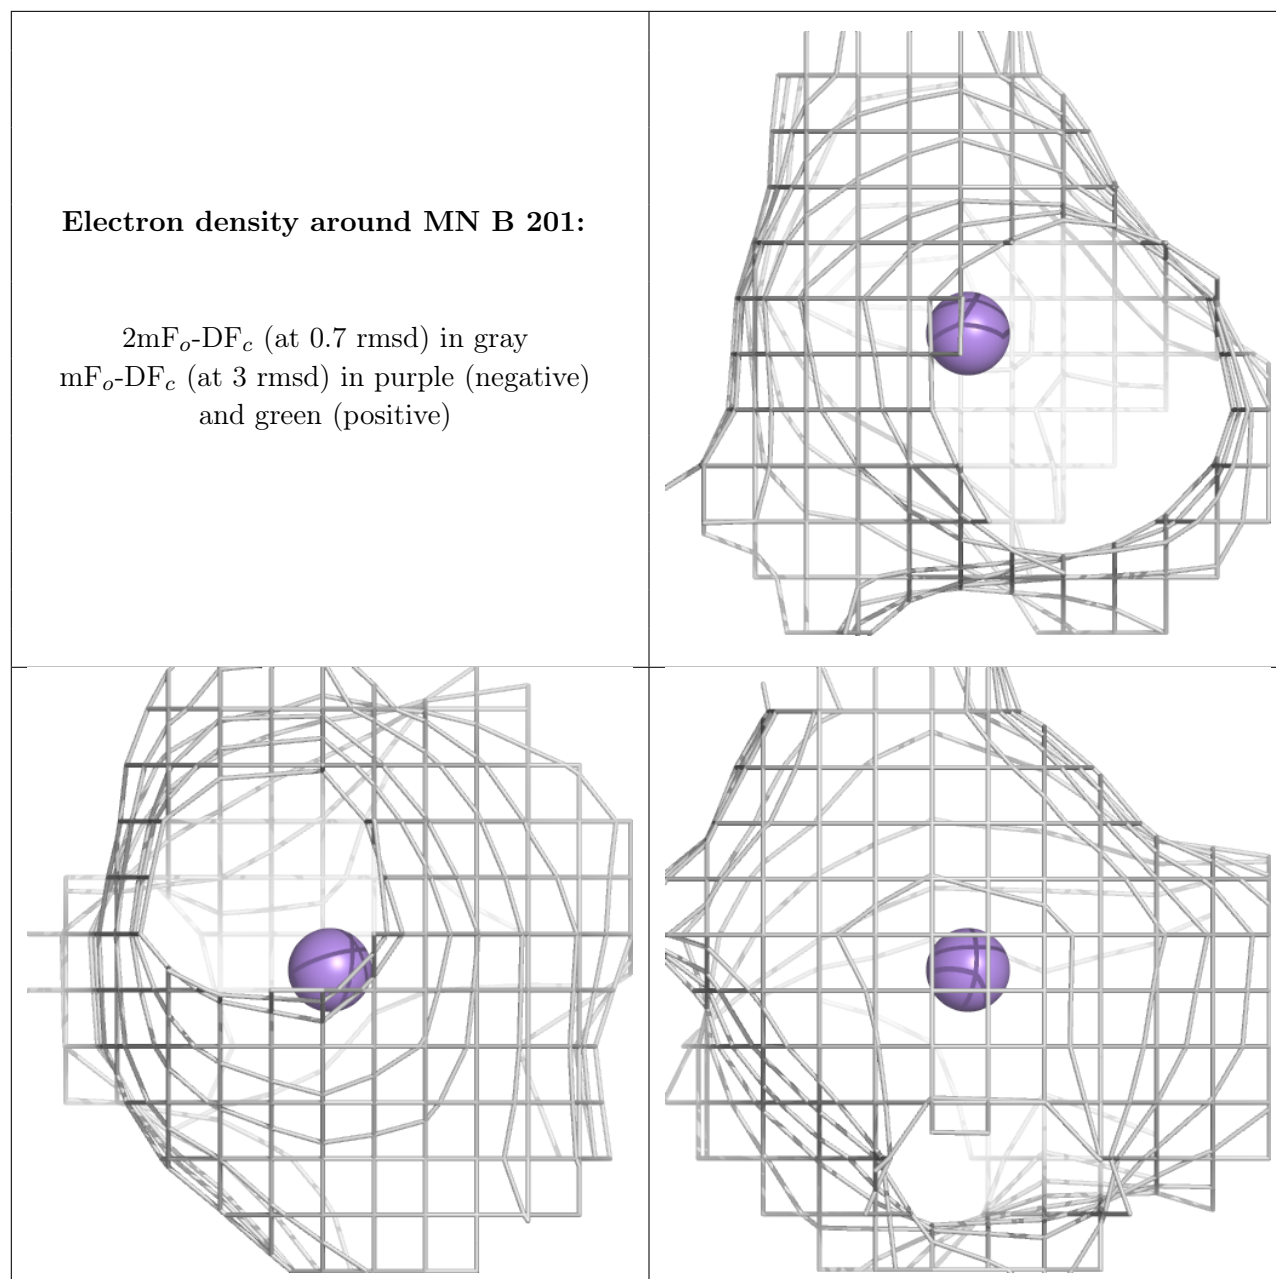 Electron density around MN B 201:
2mFo-DFc (at 0.7 rmsd) in gray
mFo-DFc (at 3 rmsd) in purple (negative)
and green (positive)